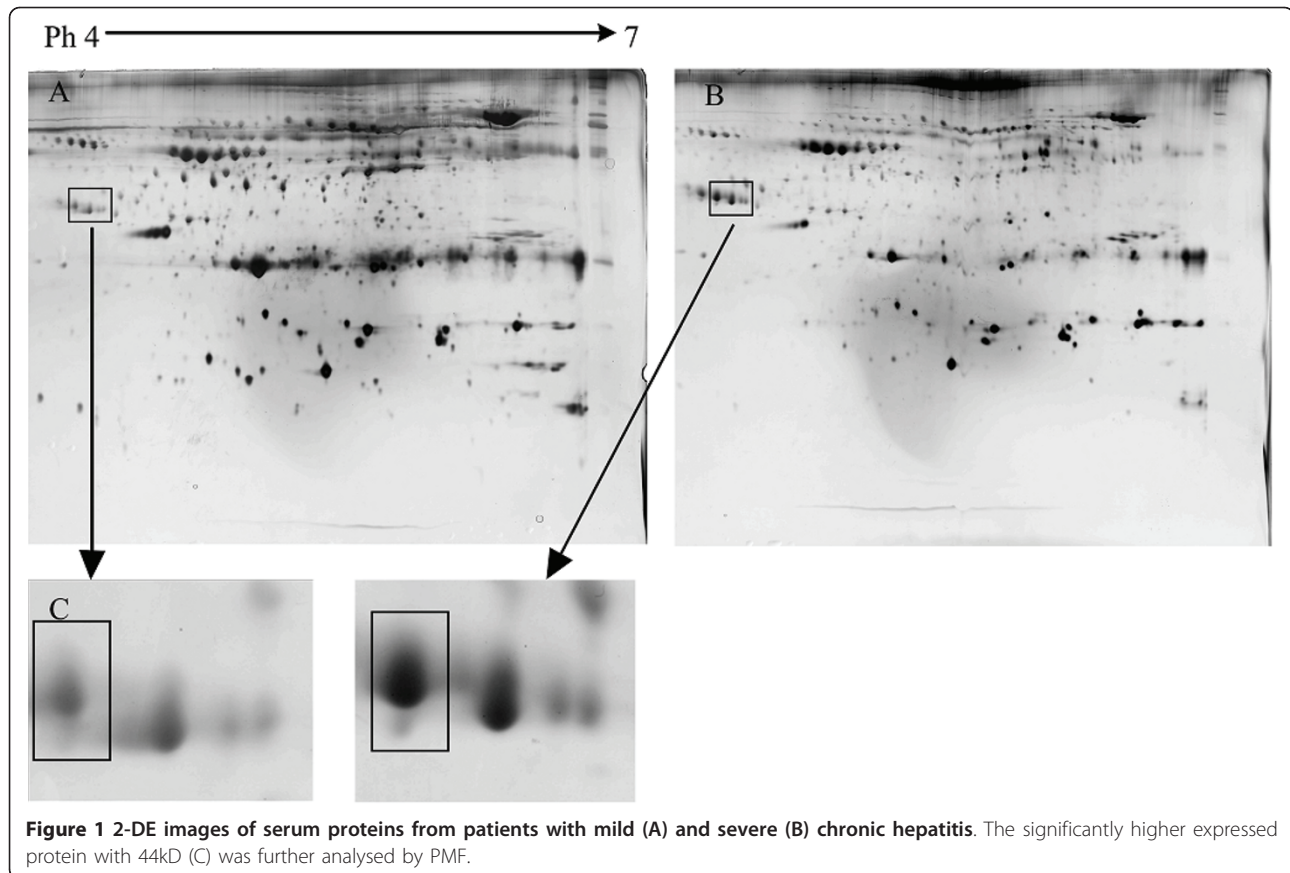 Ph 4 7
A
B
C
Figure 1 2-DE images of serum proteins from patients with mild (A) and severe (B) chronic hepatitis. The significantly higher expressed
protein with 44kD (C) was further analysed by PMF.